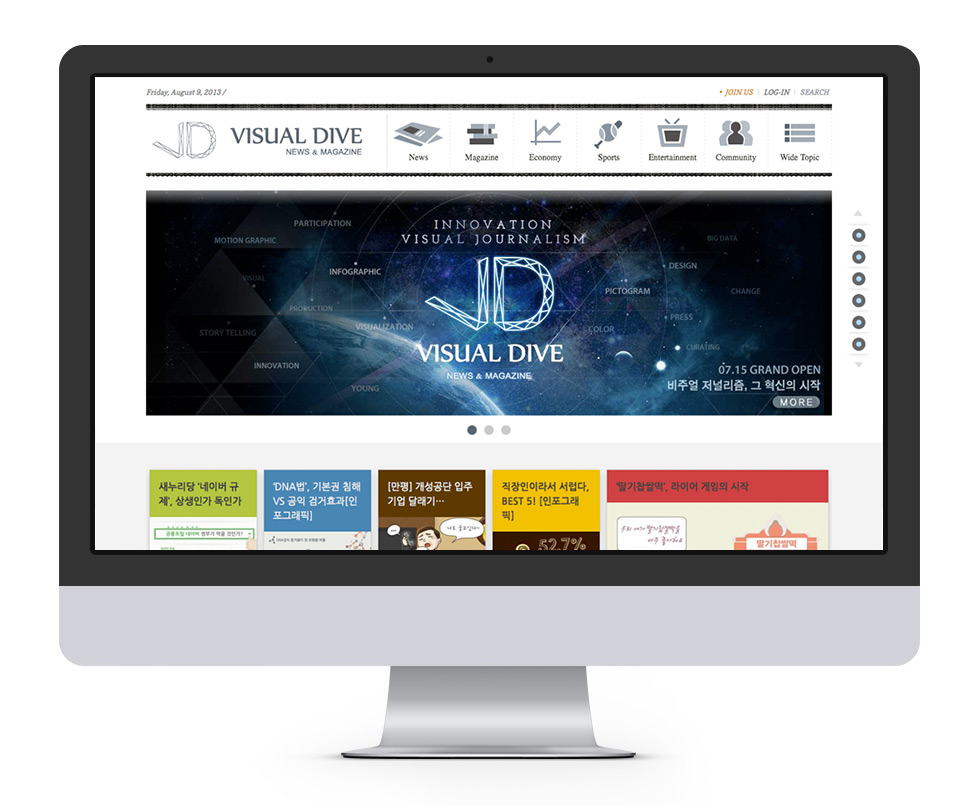 Friday, August 9, 2013 /
• JOIN US | LOG-IN | SEARCH
VISUAL DIVE
NEWS & MAGAZINE
News
Magazine
Economy
Sports
Entertainment
Community
Wide Topic
INNOVATION
VISUAL JOURNALISM
PARTICIPATION
MOTION GRAPHIC
BIG DATA
INFOGRAPHIC
DESIGN
VISUAL
PICTOGRAM
CHANGE
PRODUCTION
PRESS
VISUALIZATION
COLOR
STORY TELLING
CURATING
VISUAL DIVE
NEWS & MAGAZINE
INNOVATION
YOUNG
07.15 GRAND OPEN
비주얼 저널리즘, 그 혁신의 시작
MORE
새누리당 '네이버 규
제', 상생인가 독인가
'DNA법', 기본권 침해
VS 공익 검거효과[인
포그래픽]
[만평] 개성공단 입주
기업 달래기…
직장인이라서 서럽다,
BEST 5! [인포그래
픽]
'딸기찹쌀떡', 라이어 게임의 시작
공룡포털 네이버
52.7%
딸기찹쌀떡